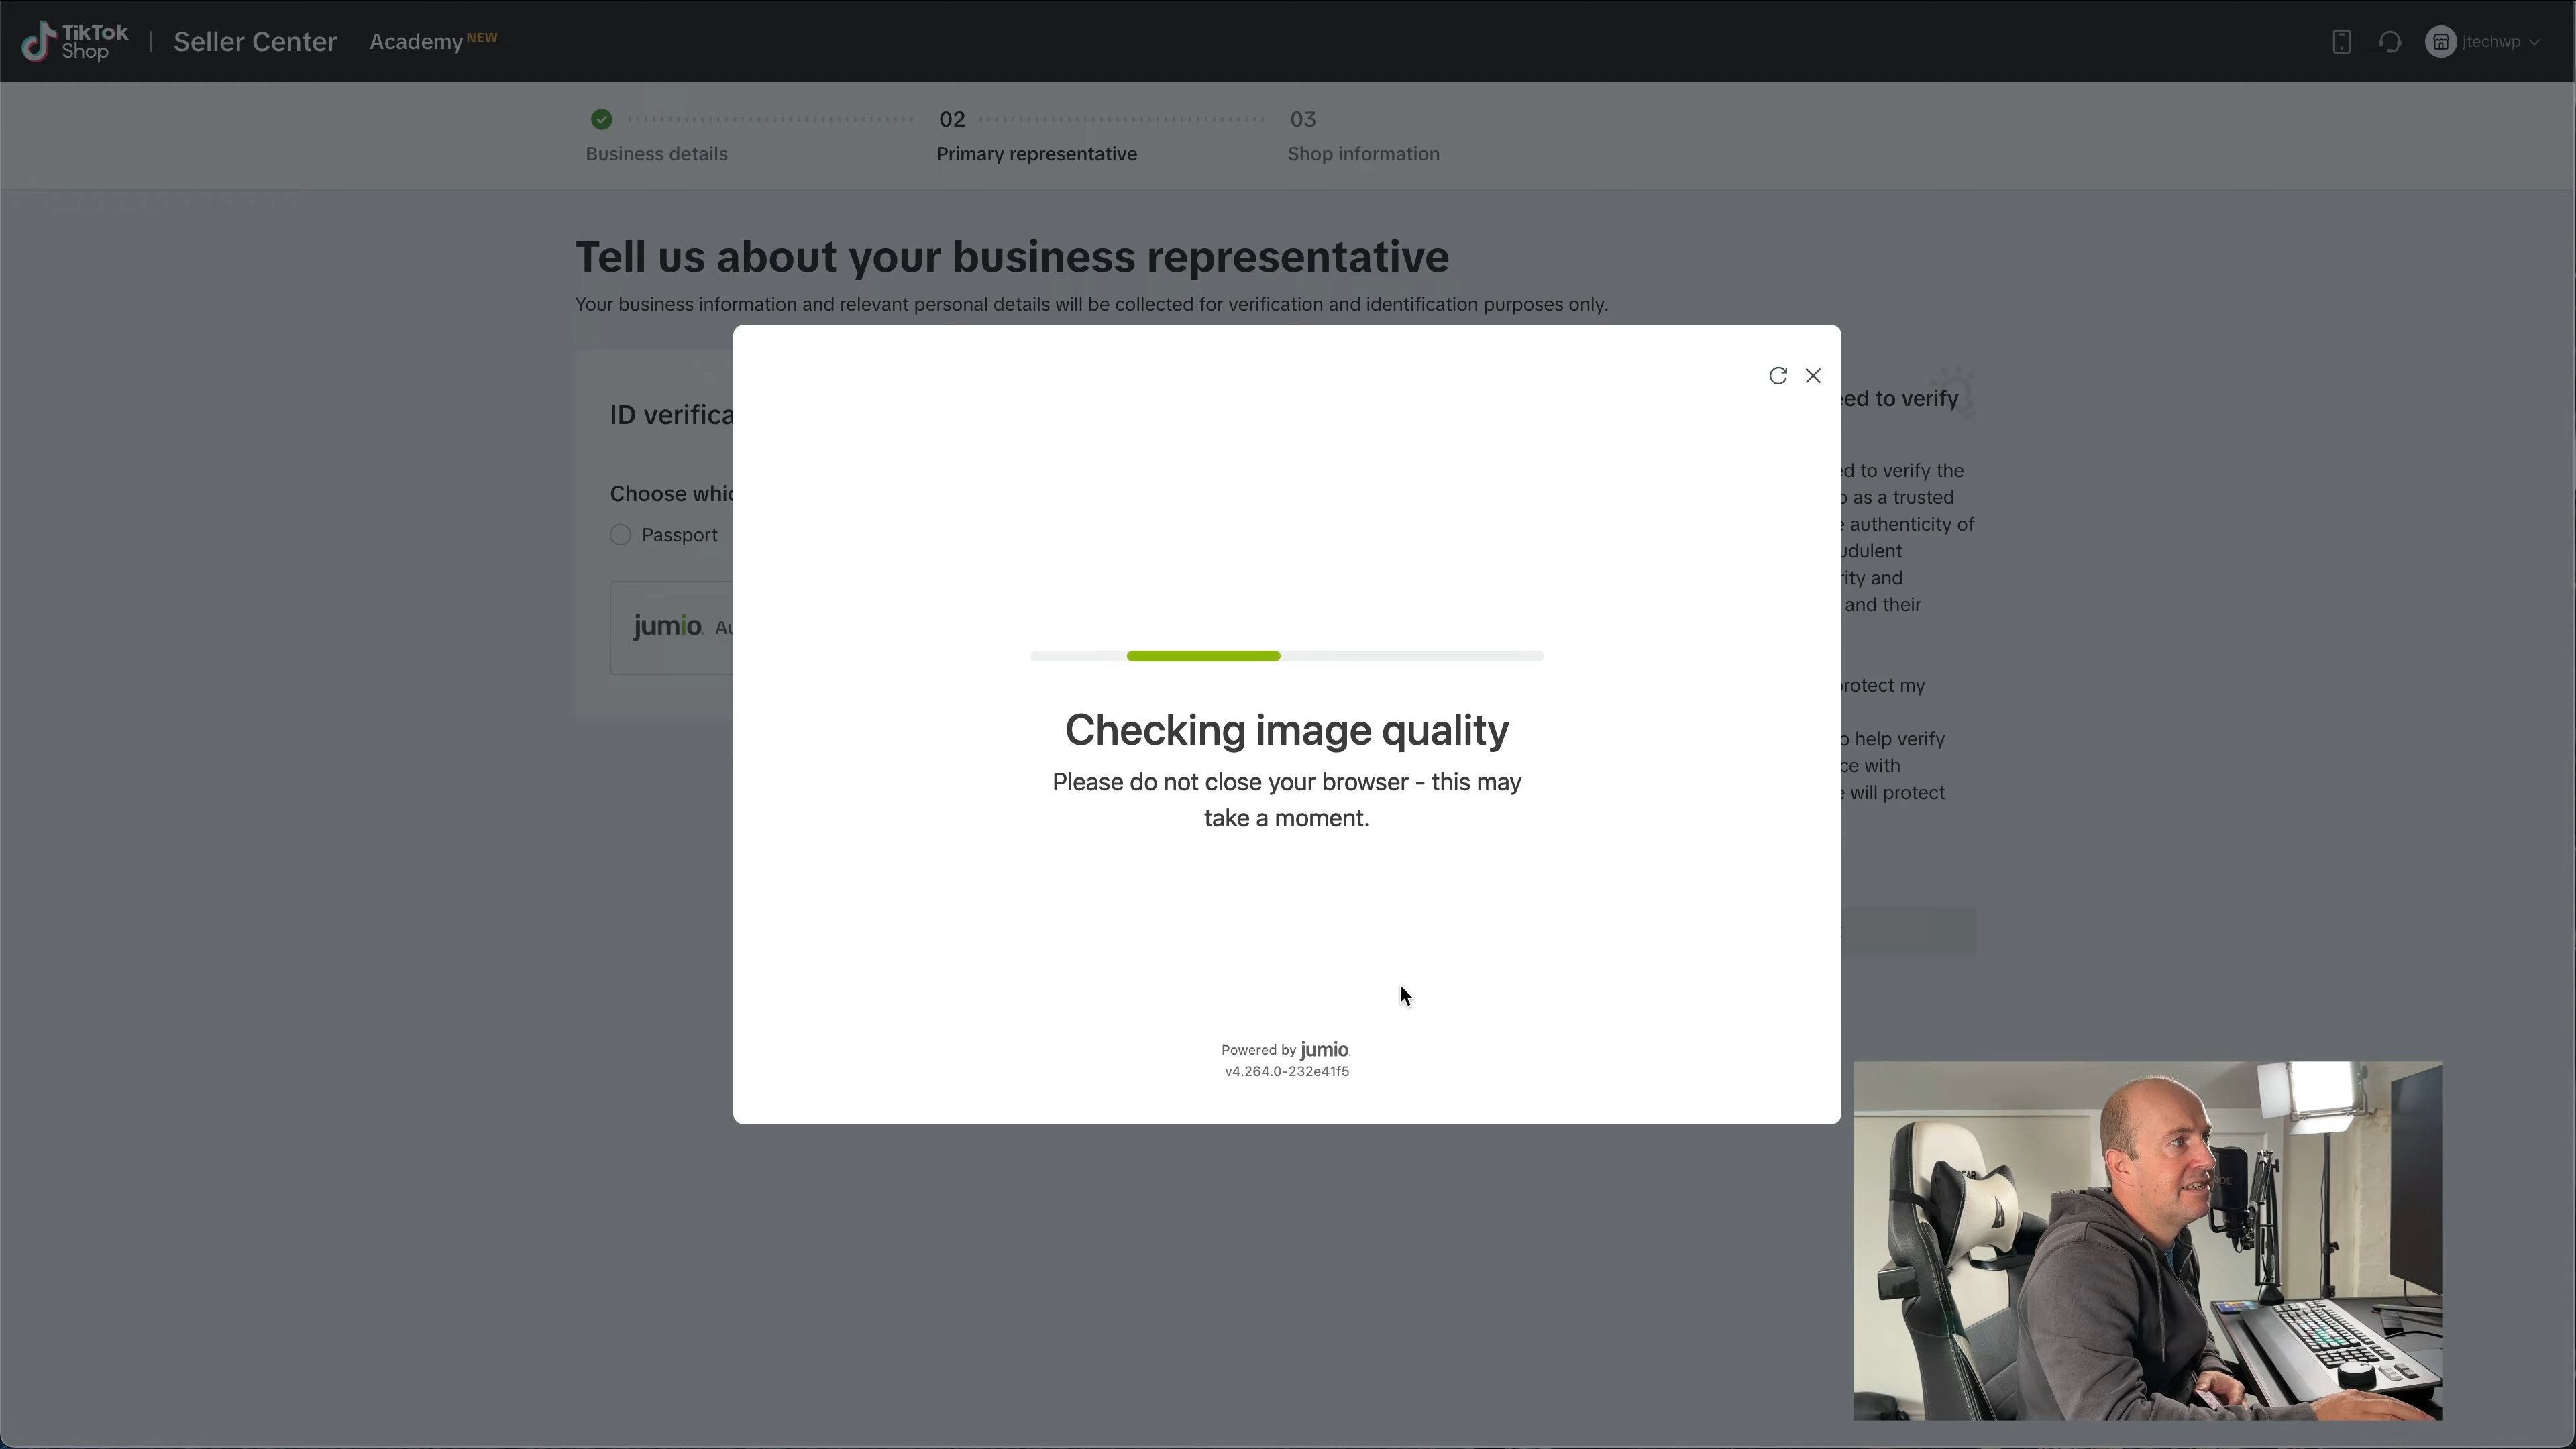 TikTok
Shop
Seller Center
Academy NEW
jtechwp
02
03
Business details
Primary representative
Shop information
Tell us about your business representative
Your business information and relevant personal details will be collected for verification and identification purposes only.
ID verifica
Choose whic
Passport
jumio. Au
eed to verify
ed to verify the
o as a trusted
e authenticity of
udulent
rity and
and their
protect my
o help verify
ce with
e will protect
Checking image quality
Please do not close your browser - this may
take a moment.
Powered by jumio
v4.264.0-232e41f5